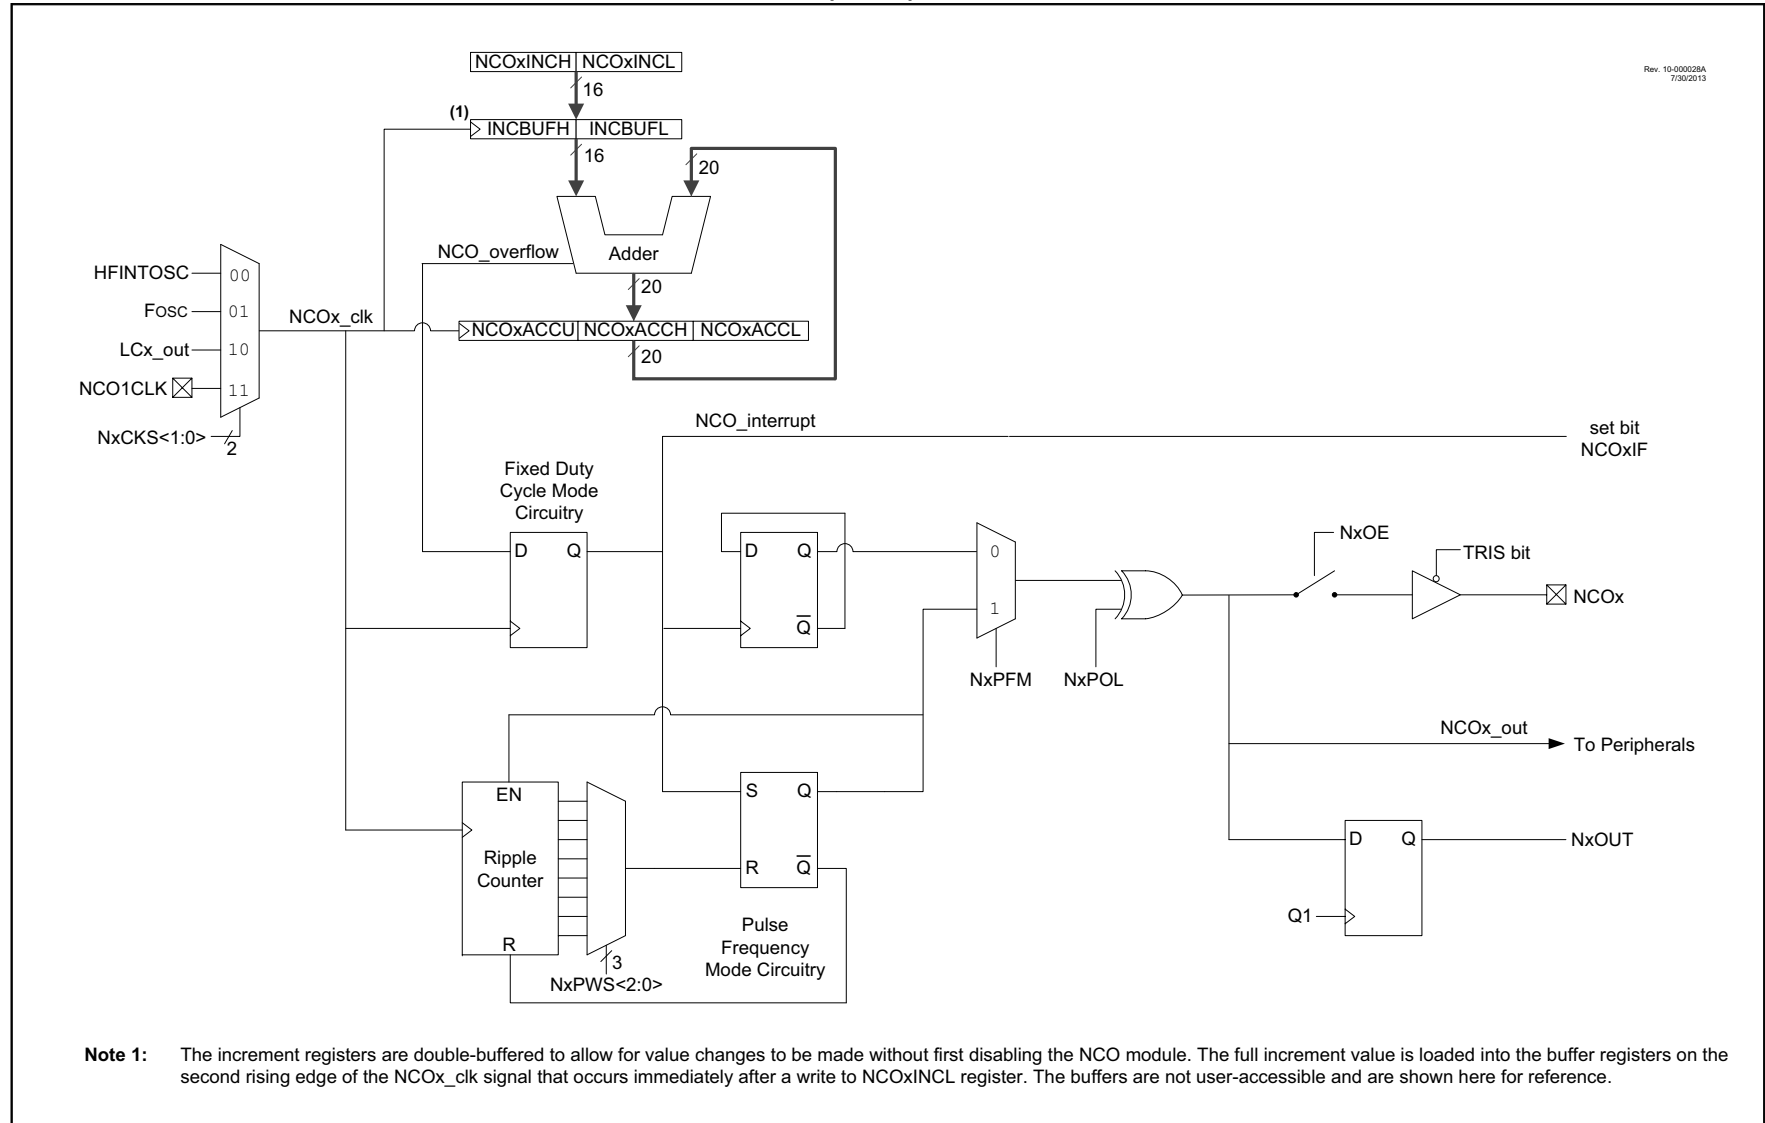 Rev. 10-000028A
7/30/2013
NCOxINCH NCOxINCL
16
(1)
INCBUFH INCBUFL
16
20
Adder
NCO_overflow
20
NCOxACCU NCOxACCH NCOxACCL
20
HFINTOSC 00
FOSC 01
LCx_out 10
NCO1CLK 11
NxCKS<1:0>
2
NCOx_clk
NCO_interrupt
set bit
NCOxIF
Fixed Duty
Cycle Mode
Circuitry
D Q
D Q
Q
0
1
NxPFM
NxPOL
NxOE
TRIS bit
NCOx
NCOx_out
To Peripherals
EN
Ripple
Counter
R
3
NxPWS<2:0>
S Q
R Q
Pulse
Frequency
Mode Circuitry
D Q
NxOUT
Q1
Note 1: The increment registers are double-buffered to allow for value changes to be made without first disabling the NCO module. The full increment value is loaded into the buffer registers on the
second rising edge of the NCOx_clk signal that occurs immediately after a write to NCOxINCL register. The buffers are not user-accessible and are shown here for reference.